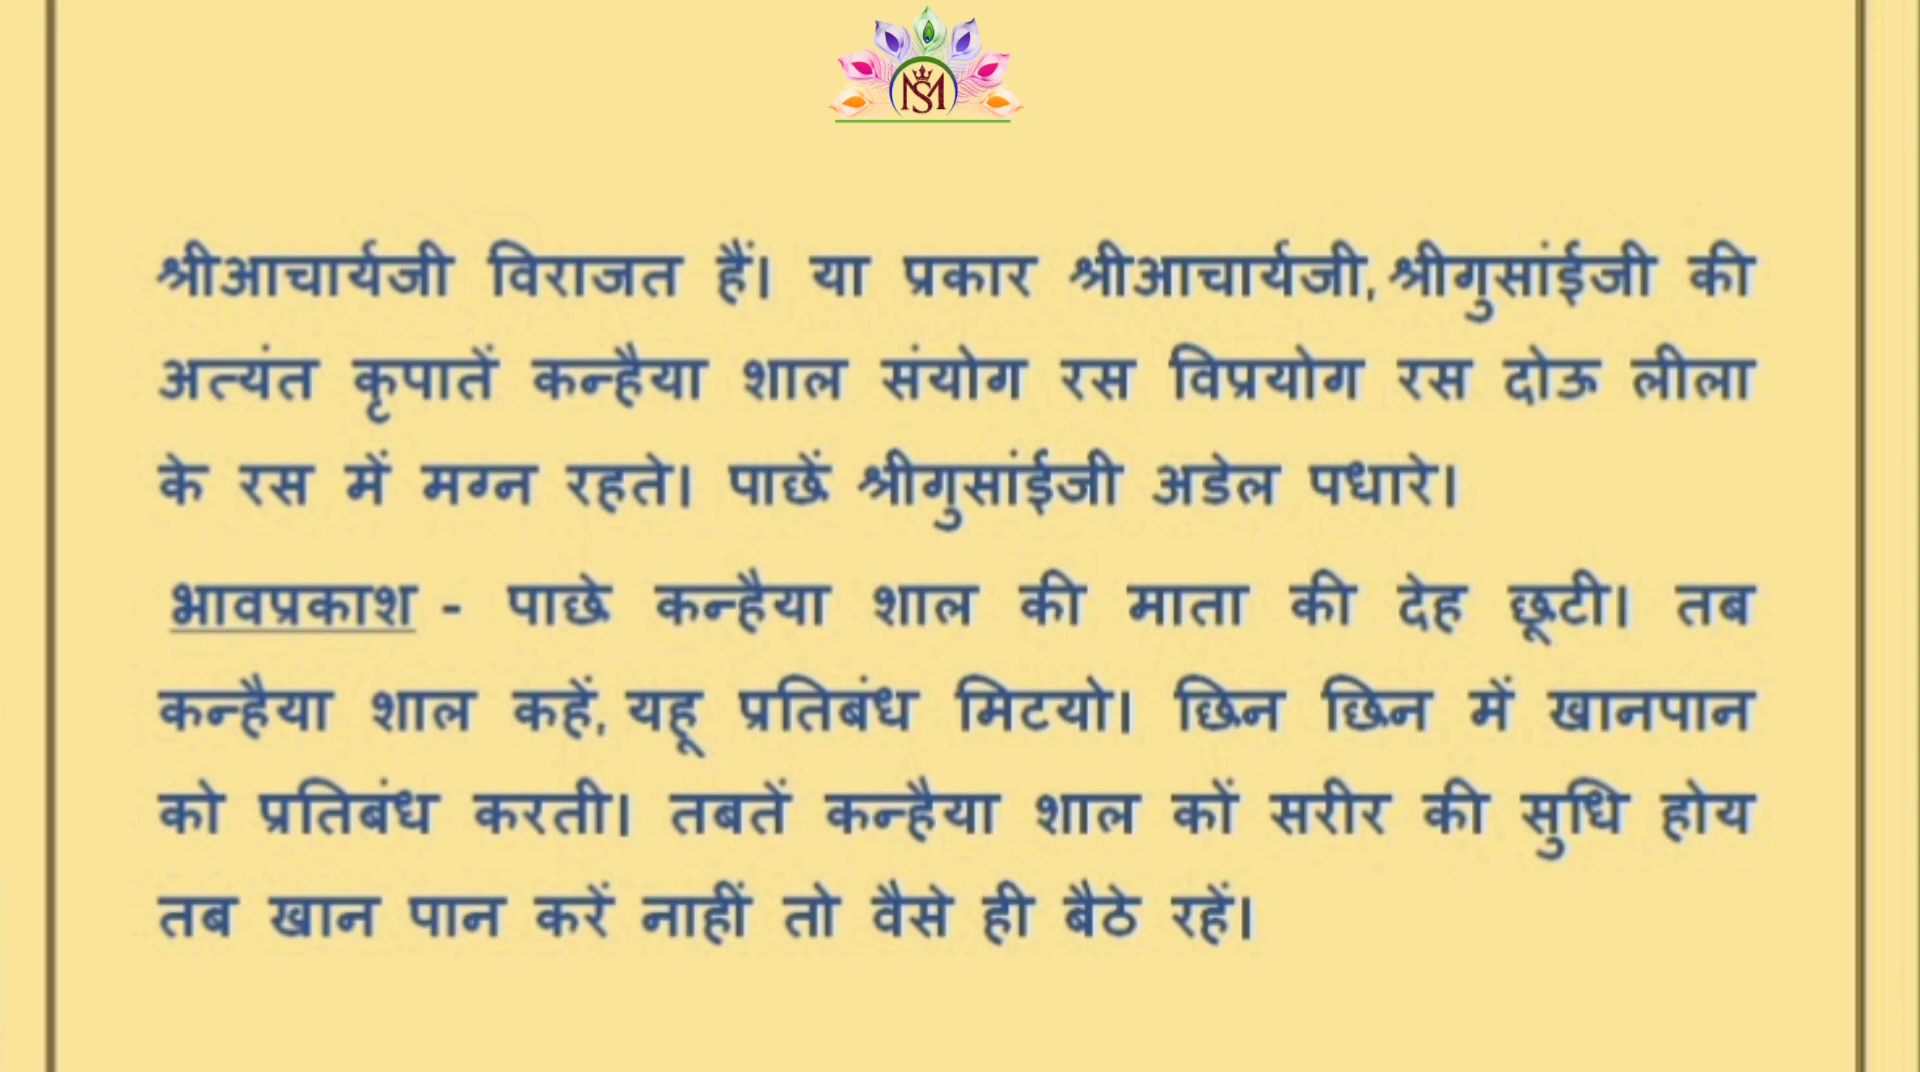 SM
श्रीआचार्यजी विराजत हैं। या प्रकार श्रीआचार्यजी, श्रीगुसांईजी की
अत्यंत कृपातें कन्हैया शाल संयोग रस विप्रयोग रस दोऊ लीला
के रस में मग्न रहते। पाछें श्रीगुसांईजी अडेल पधारे।
भावप्रकाश - पाछे कन्हैया शाल की माता की देह छूटी। तब
कन्हैया शाल कहें, यहू प्रतिबंध मिटयो। छिन छिन में खानपान
को प्रतिबंध करती। तबतें कन्हैया शाल कों सरीर की सुधि होय
तब खान पान करें नाहीं तो वैसे ही बैठे रहें।